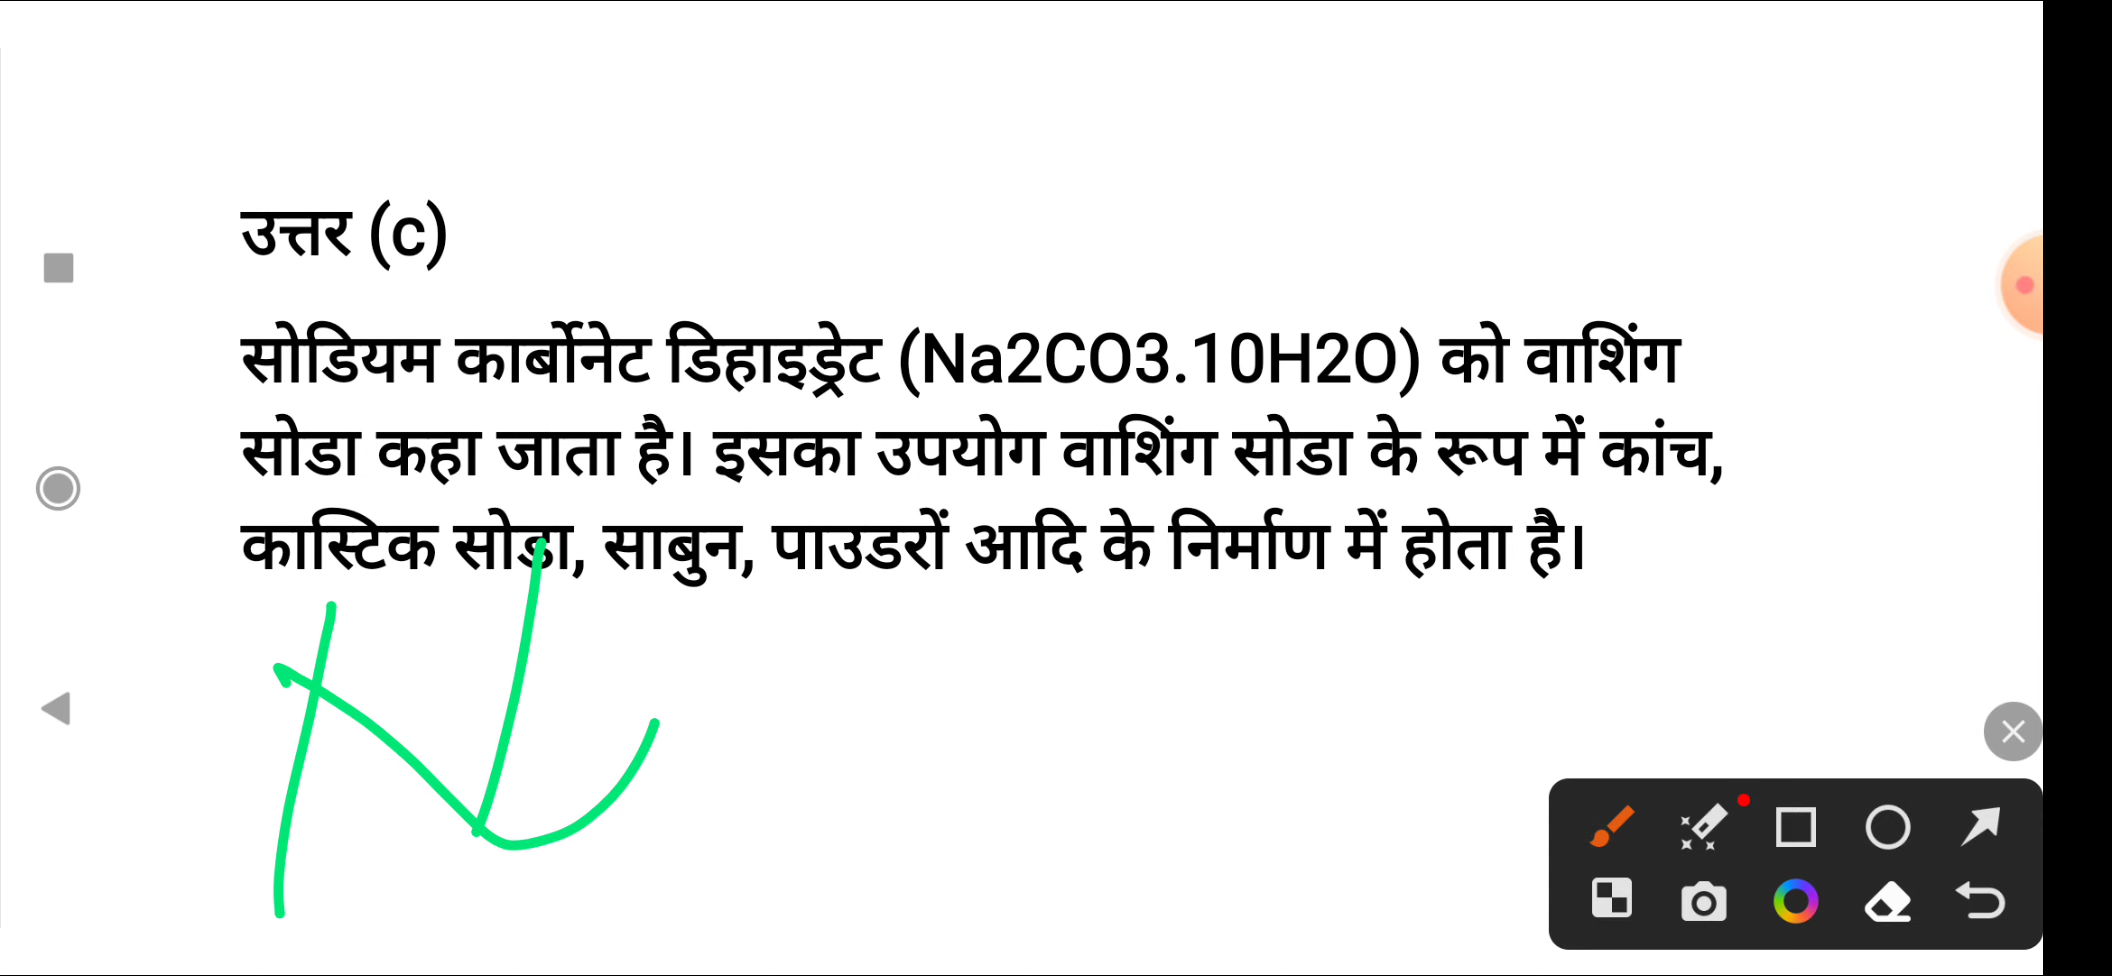 उत्तर (c)
सोडियम कार्बोनेट डिहाइड्रेट (Na2CO3.10H2O) को वाशिंग
सोडा कहा जाता है। इसका उपयोग वाशिंग सोडा के रूप में कांच,
कास्टिक सोडा, साबुन, पाउडरों आदि के निर्माण में होता है।